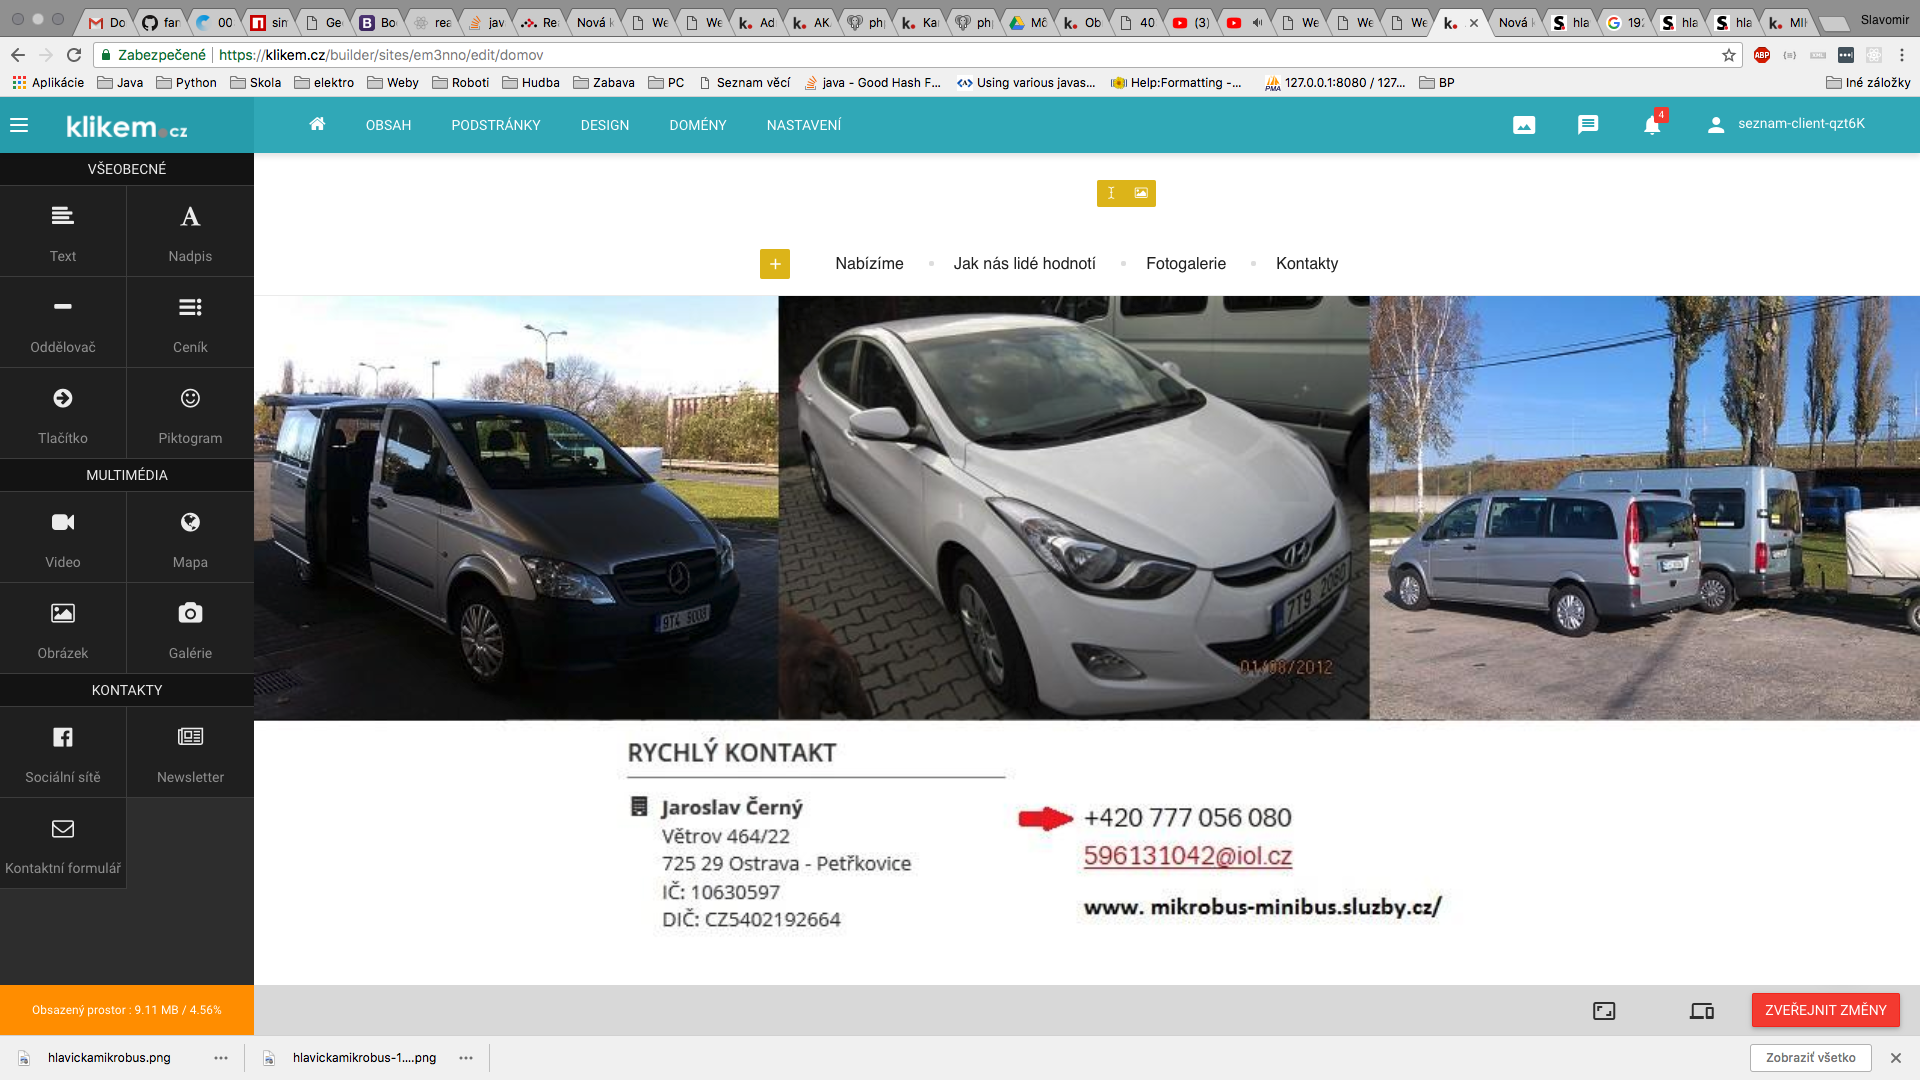 Do
far
00
sin
Ge
Bo
rea
jav
Re
Nová k
We
We
Ad
AK
php
Ka
php
Mô
Ob
40
(3)
We
We
We
Nová k
hla
192
hla
hla
MIK
Slavomir
Zabezpečené https://klikem.cz/builder/sites/em3nno/edit/domov
ABP
Aplikácie Java Python Skola elektro Weby Roboti Hudba Zabava PC Seznam věcí java - Good Hash F... Using various javas... Help:Formatting -... 127.0.0.1:8080 / 127... BP Iné záložky
klikem.cz OBSAH PODSTRÁNKY DESIGN DOMÉNY NASTAVENÍ 4 seznam-client-qzt6K
VŠEOBECNÉ
Text Nadpis
Oddělovač Ceník
Tlačítko Piktogram
MULTIMÉDIA
Video Mapa
Obrázek Galérie
KONTAKTY
Sociální sítě Newsletter
Kontaktní formulář
Obsazený prostor : 9.11 MB / 4.56%
+ Nabízíme Jak nás lidé hodnotí Fotogalerie Kontakty
9T4 9003
7T9 2080
01/08/2012
RYCHLÝ KONTAKT
Jaroslav Černý
Větrov 464/22
725 29 Ostrava - Petřkovice
IČ: 10630597
DIČ: CZ5402192664
+420 777 056 080
596131042@iol.cz
www. mikrobus-minibus.sluzby.cz/
ZVEŘEJNIT ZMĚNY
hlavickamikrobus.png
hlavickamikrobus-1....png
Zobraziť všetko